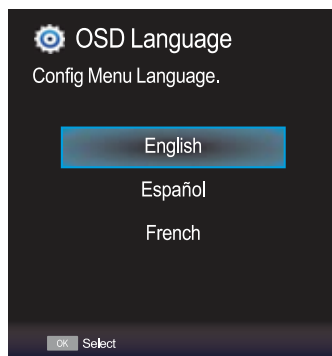 OSD Language
Config Menu Language.
English
Español
French
OK Select